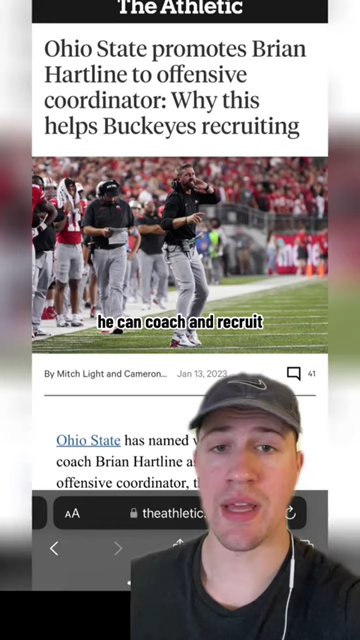 The Athletic
Ohio State promotes Brian
Hartline to offensive
coordinator: Why this
helps Buckeyes recruiting
he can coach and recruit
By Mitch Light and Cameron... Jan 13, 2023 41
Ohio State has named
coach Brian Hartline
offensive coordinator,
AA theathletic.